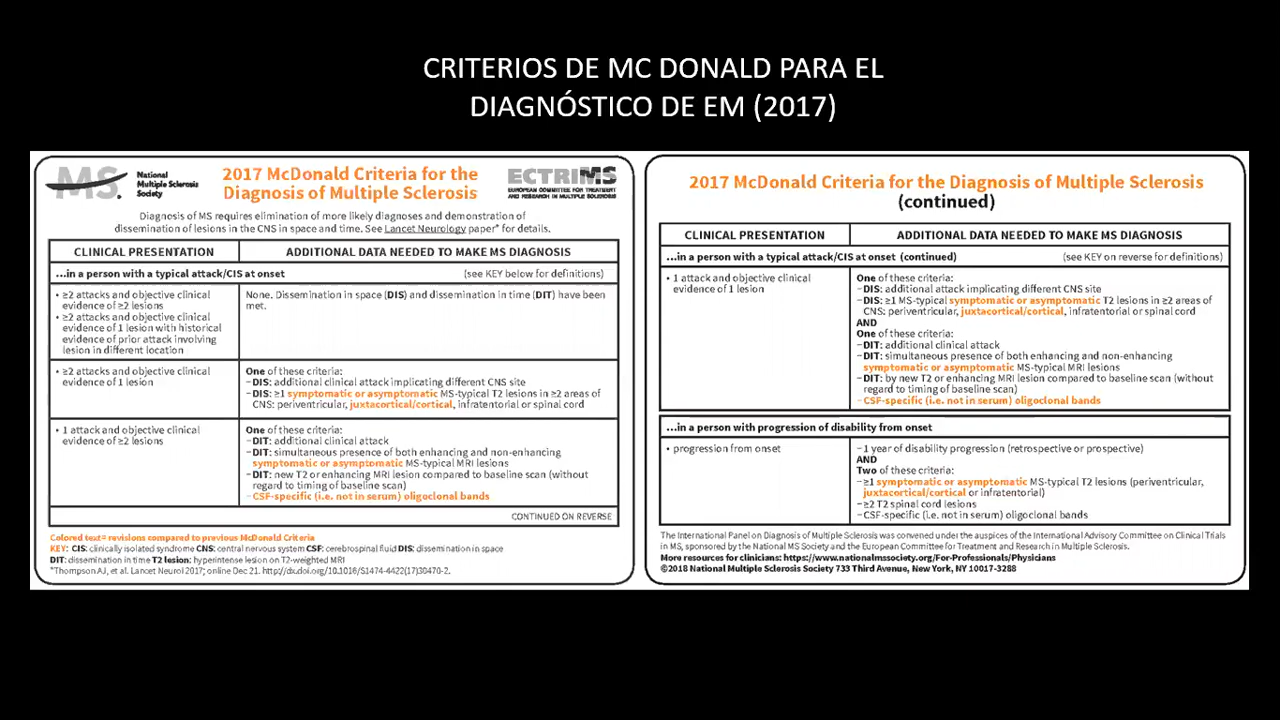 CRITERIOS DE MC DONALD PARA EL
DIAGNÓSTICO DE EM (2017)
MS.
National
Multiple Sclerosis
Society
2017 McDonald Criteria for the
Diagnosis of Multiple Sclerosis
ECTRIMS
EUROPEAN COMMITTEE FOR TREATMENT
AND RESEARCH IN MULTIPLE SCLEROSIS
Diagnosis of MS requires elimination of more likely diagnoses and demonstration of
dissemination of lesions in the CNS in space and time. See Lancet Neurology paper* for details.
CLINICAL PRESENTATION
ADDITIONAL DATA NEEDED TO MAKE MS DIAGNOSIS
...in a person with a typical attack/CIS at onset
(see KEY below for definitions)
• ≥2 attacks and objective clinical
evidence of ≥2 lesions
• ≥2 attacks and objective clinical
evidence of 1 lesion with historical
evidence of prior attack involving
lesion in different location
None. Dissemination in space (DIS) and dissemination in time (DIT) have been
met.
• ≥2 attacks and objective clinical
evidence of 1 lesion
One of these criteria:
–DIS: additional clinical attack implicating different CNS site
–DIS: ≥1 symptomatic or asymptomatic MS-typical T2 lesions in ≥2 areas of
CNS: periventricular, juxtacortical/cortical, infratentorial or spinal cord
• 1 attack and objective clinical
evidence of ≥2 lesions
One of these criteria:
–DIT: additional clinical attack
–DIT: simultaneous presence of both enhancing and non-enhancing
symptomatic or asymptomatic MS-typical MRI lesions
–DIT: new T2 or enhancing MRI lesion compared to baseline scan (without
regard to timing of baseline scan)
–CSF-specific (i.e. not in serum) oligoclonal bands
CONTINUED ON REVERSE
Colored text= revisions compared to previous McDonald Criteria
KEY: CIS: clinically isolated syndrome CNS: central nervous system CSF: cerebrospinal fluid DIS: dissemination in space
DIT: dissemination in time T2 lesion: hyperintense lesion on T2-weighted MRI
*Thompson AJ, et al. Lancet Neurol 2017; online Dec 21. http://dx.doi.org/10.1016/S1474-4422(17)30470-2.
2017 McDonald Criteria for the Diagnosis of Multiple Sclerosis
(continued)
CLINICAL PRESENTATION
ADDITIONAL DATA NEEDED TO MAKE MS DIAGNOSIS
...in a person with a typical attack/CIS at onset (continued)
(see KEY on reverse for definitions)
• 1 attack and objective clinical
evidence of 1 lesion
One of these criteria:
–DIS: additional attack implicating different CNS site
–DIS: ≥1 MS-typical symptomatic or asymptomatic T2 lesions in ≥2 areas of
CNS: periventricular, juxtacortical/cortical, infratentorial or spinal cord
AND
One of these criteria:
–DIT: additional clinical attack
–DIT: simultaneous presence of both enhancing and non-enhancing
symptomatic or asymptomatic MS-typical MRI lesions
–DIT: by new T2 or enhancing MRI lesion compared to baseline scan (without
regard to timing of baseline scan)
–CSF-specific (i.e. not in serum) oligoclonal bands
...in a person with progression of disability from onset
• progression from onset
–1 year of disability progression (retrospective or prospective)
AND
Two of these criteria:
–≥1 symptomatic or asymptomatic MS-typical T2 lesions (periventricular,
juxtacortical/cortical or infratentorial)
–≥2 T2 spinal cord lesions
–CSF-specific (i.e. not in serum) oligoclonal bands
The International Panel on Diagnosis of Multiple Sclerosis was convened under the auspices of the International Advisory Committee on Clinical Trials
in MS, sponsored by the National MS Society and the European Committee for Treatment and Research in Multiple Sclerosis.
More resources for clinicians: https://www.nationalmssociety.org/For-Professionals/Physicians
©2018 National Multiple Sclerosis Society 733 Third Avenue, New York, NY 10017-3288